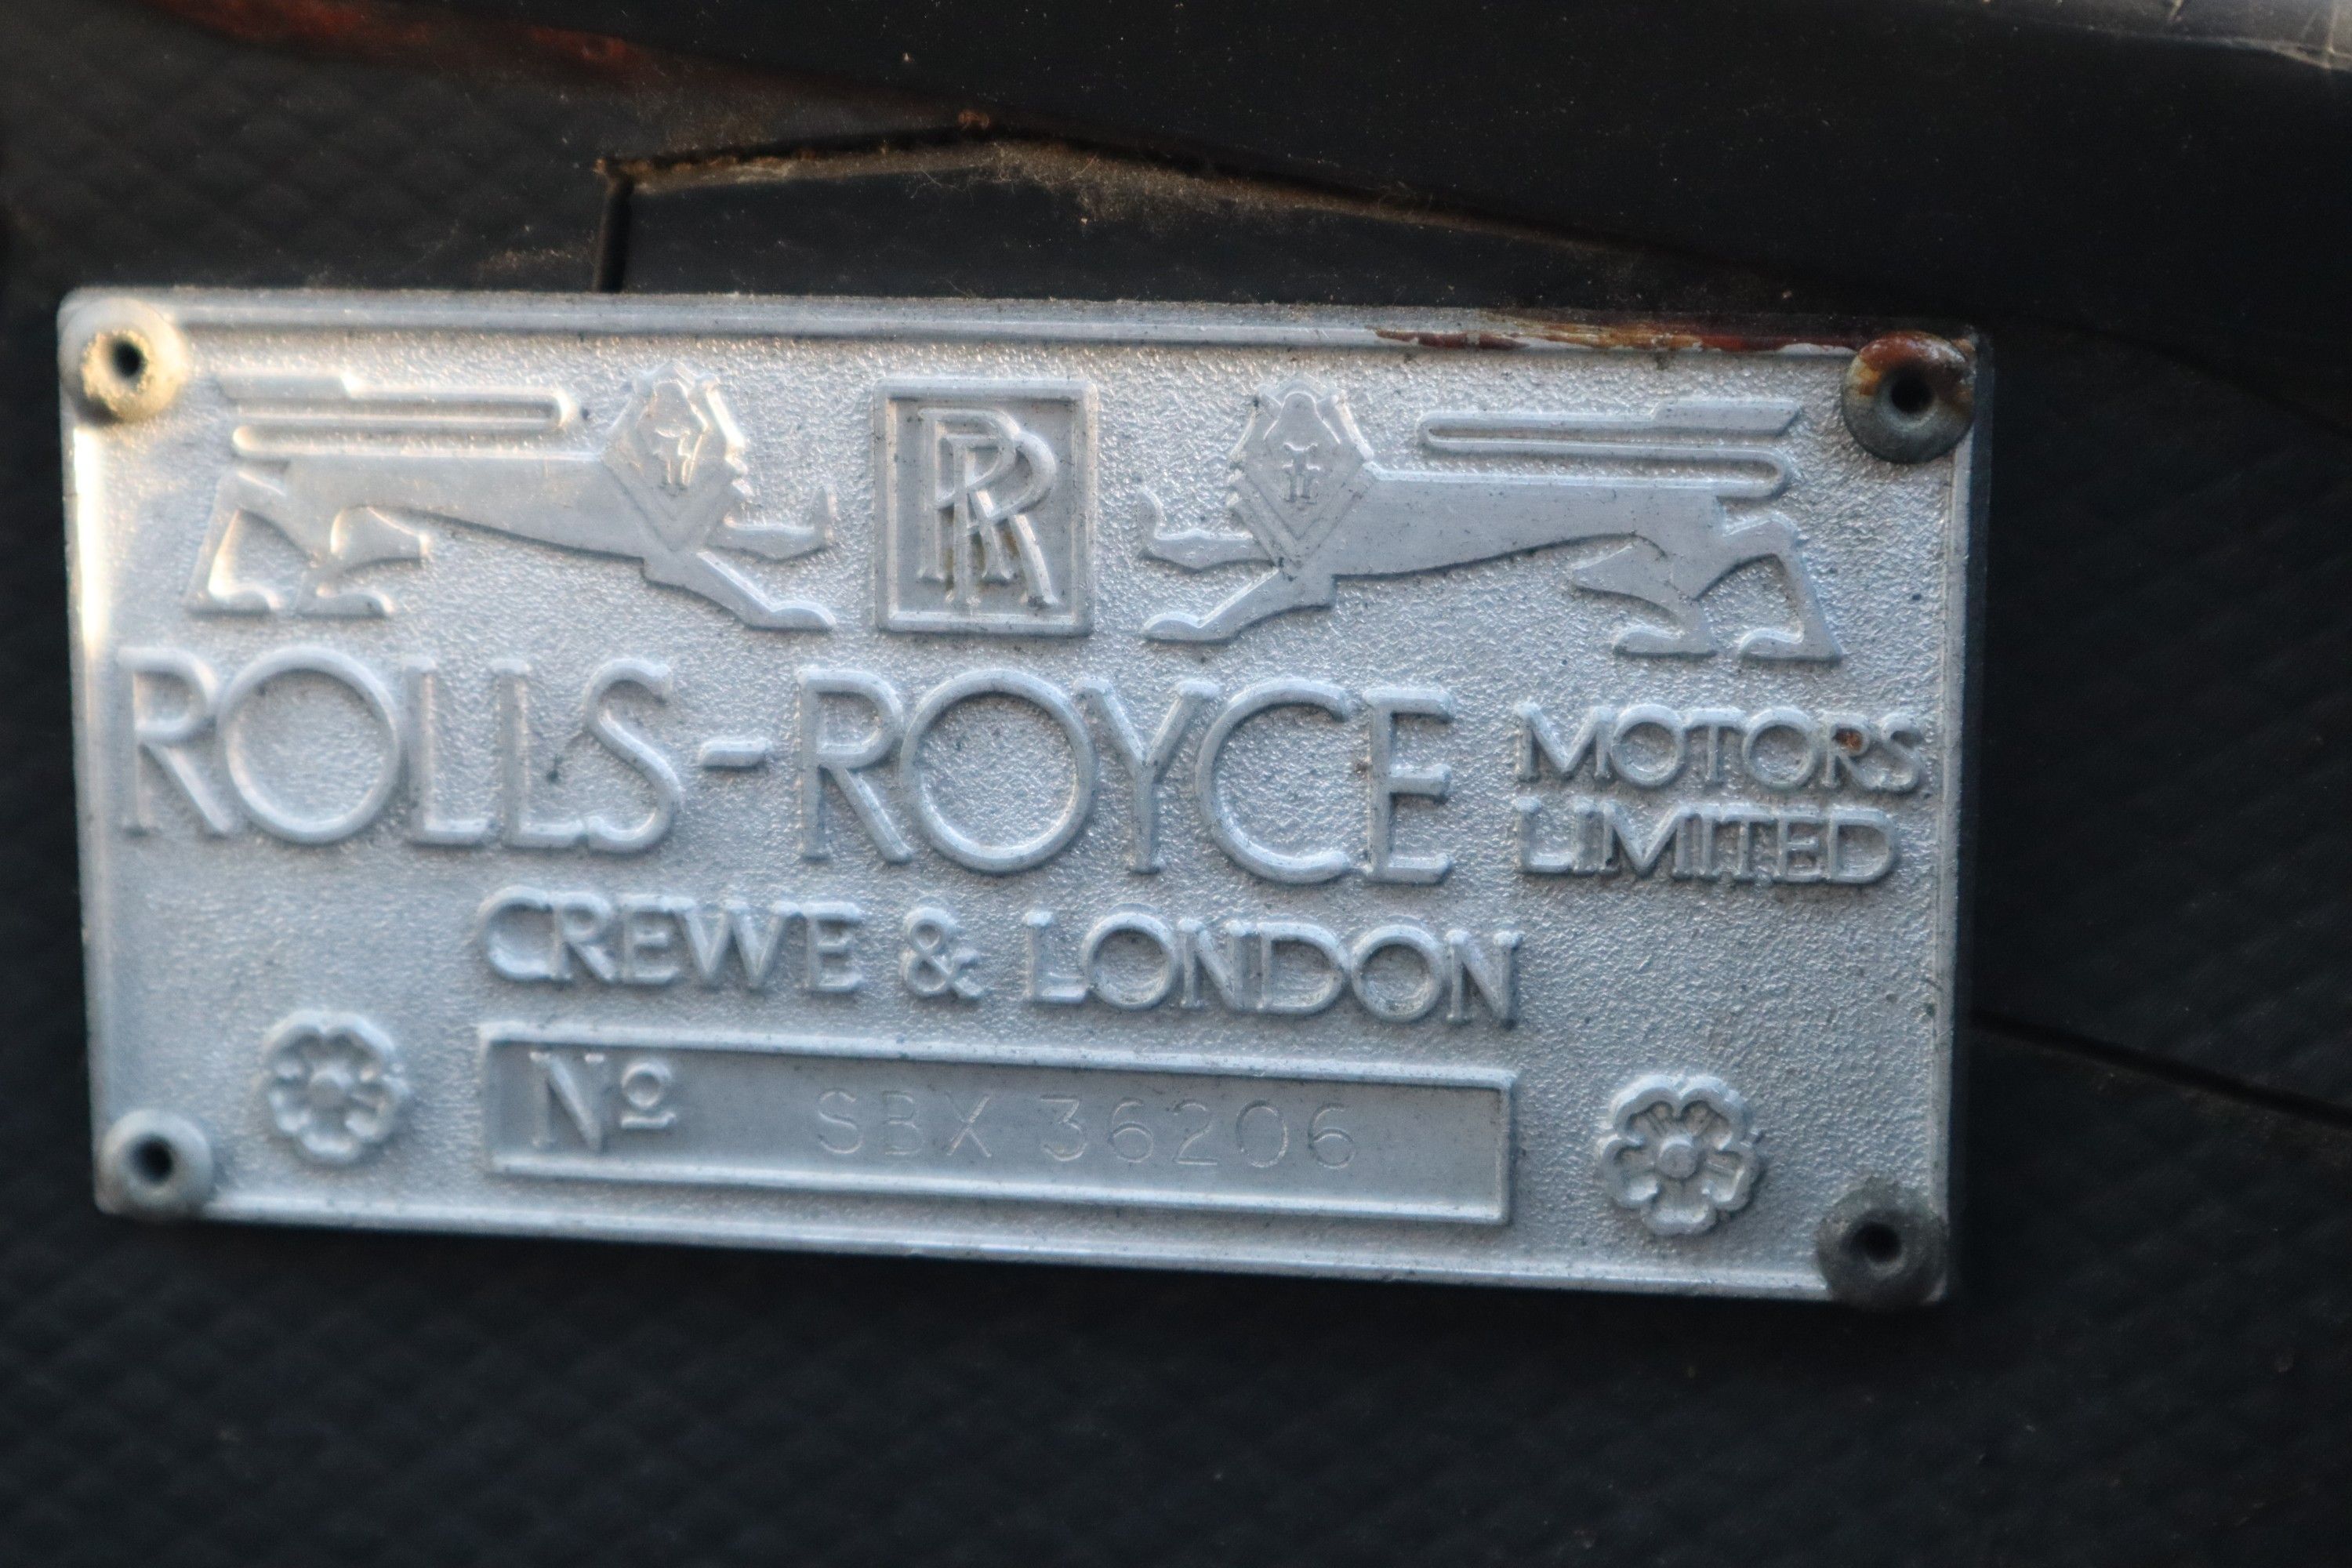 RR
ROLLS-ROYCE MOTORS LIMITED
CREWE & LONDON
Nº SBX 36206